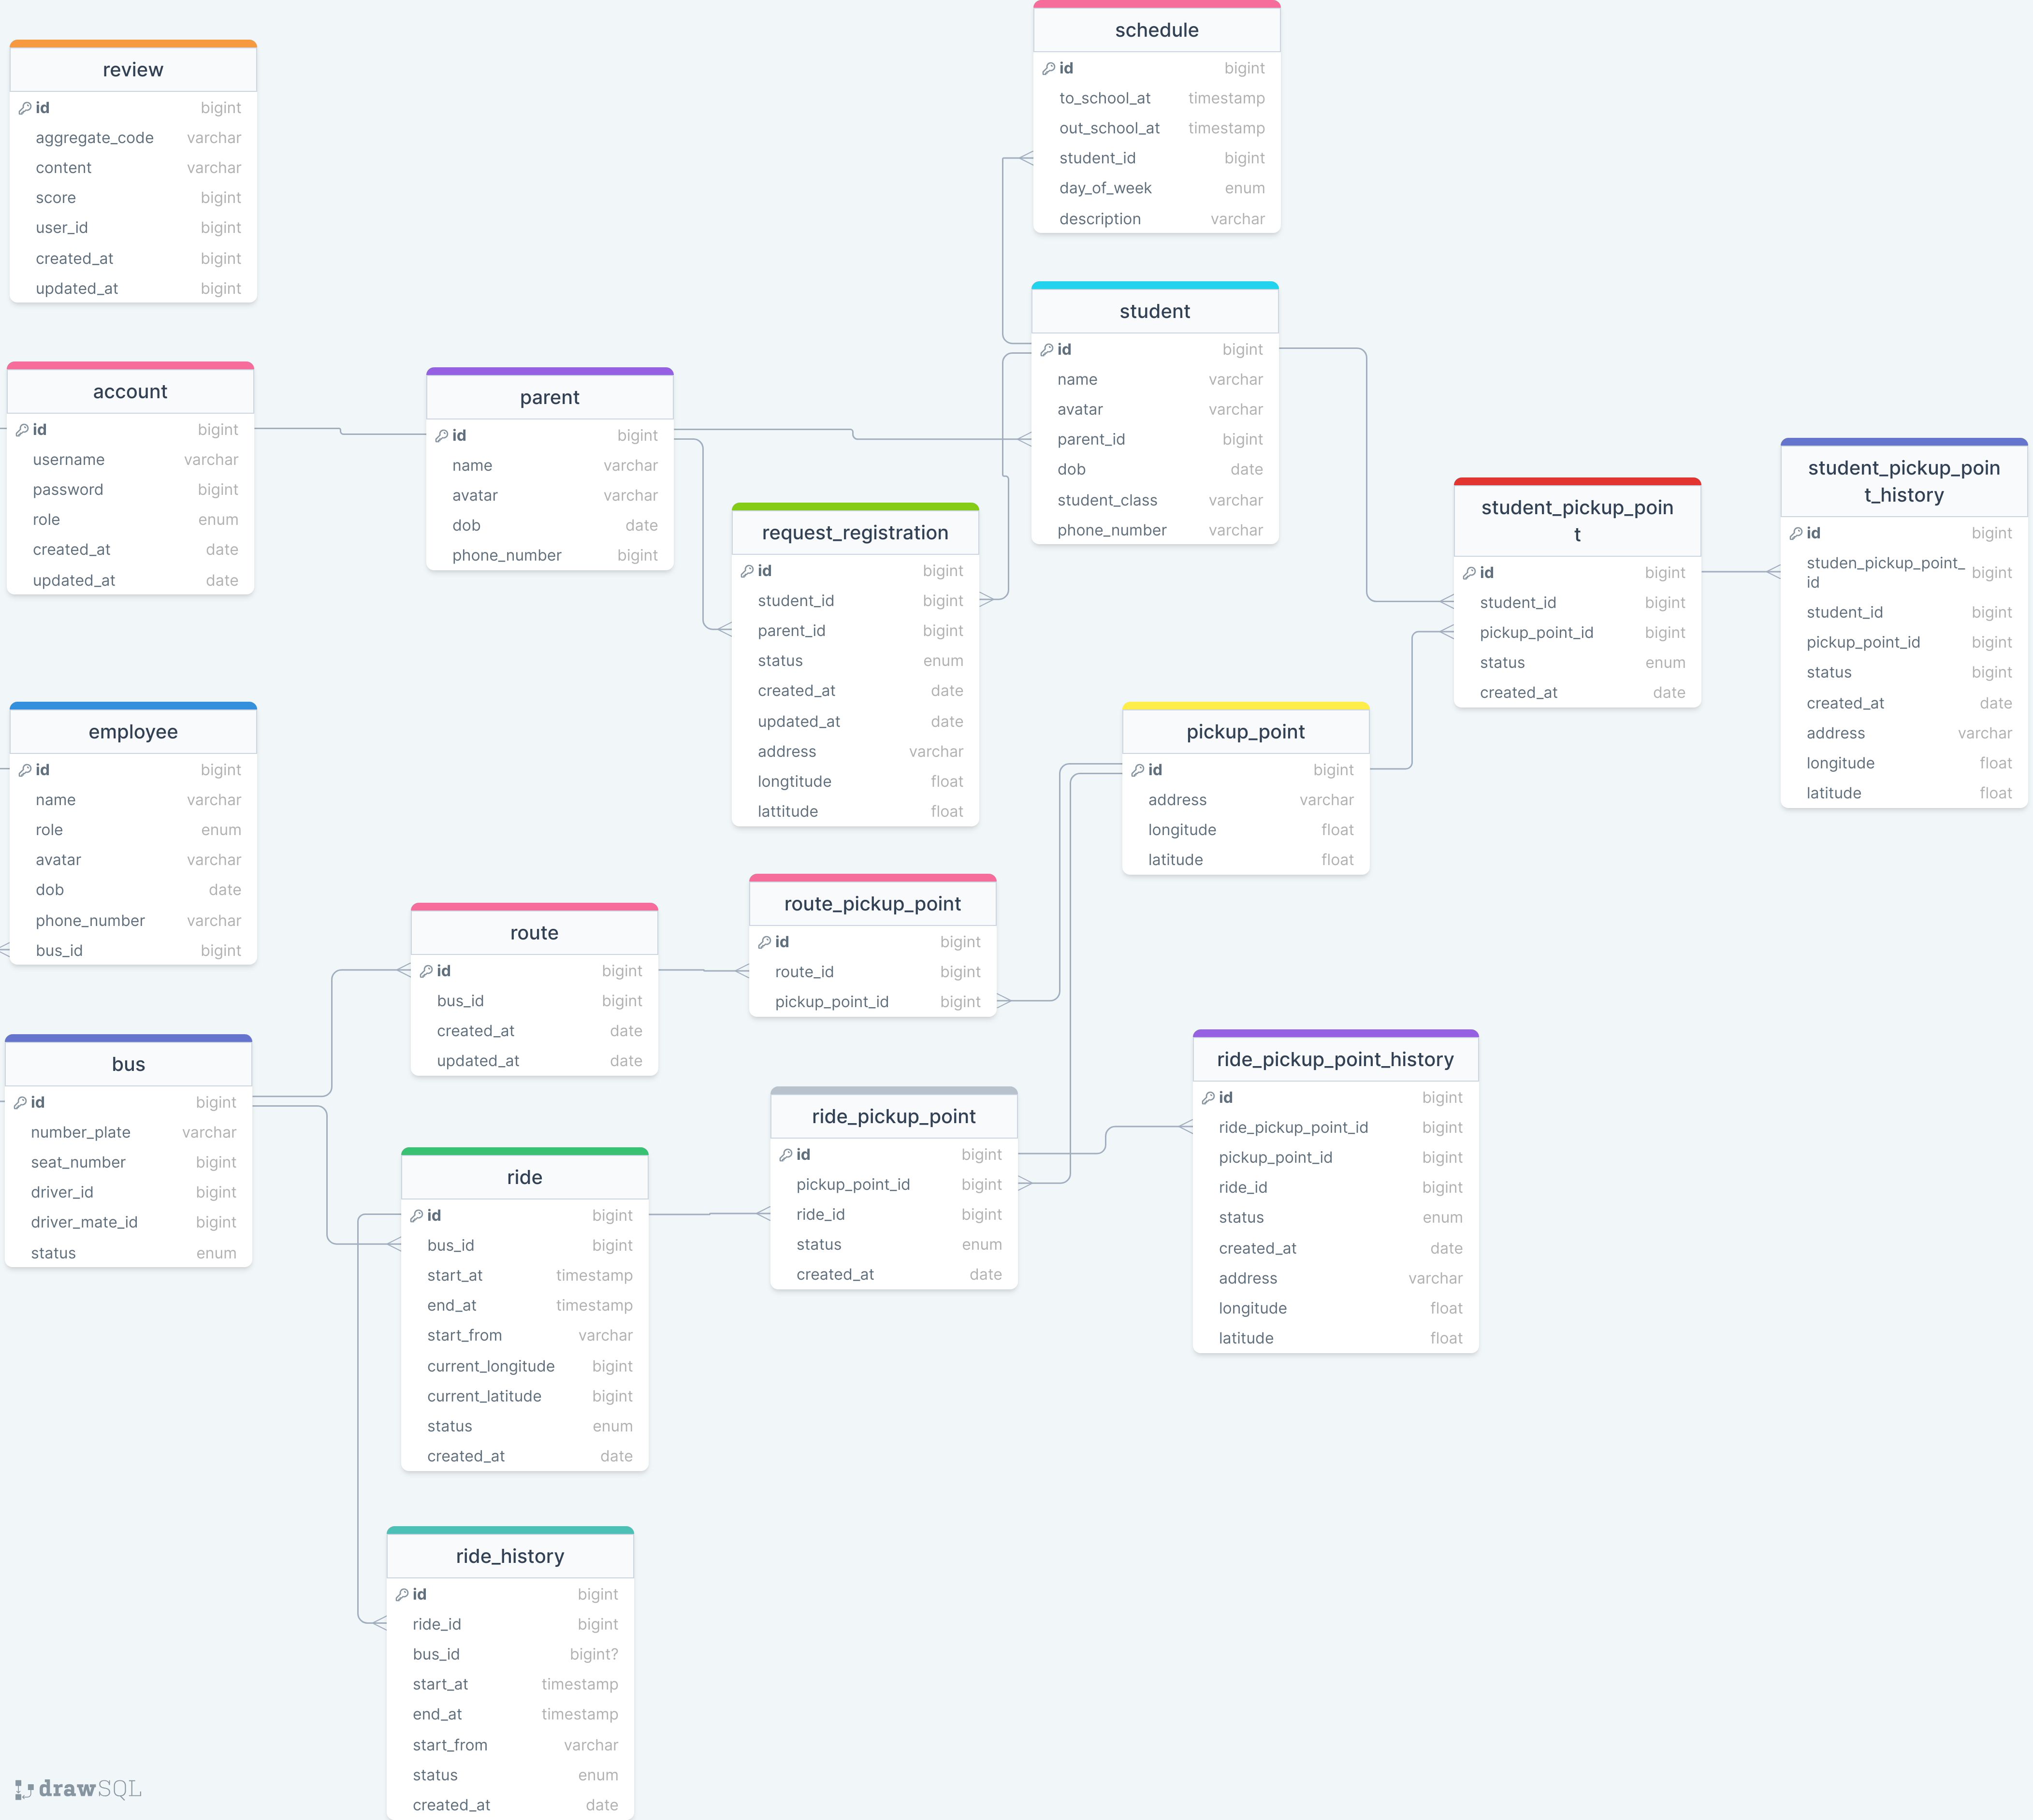 review
id bigint
aggregate_code varchar
content varchar
score bigint
user_id bigint
created_at bigint
updated_at bigint
schedule
id bigint
to_school_at timestamp
out_school_at timestamp
student_id bigint
day_of_week enum
description varchar
student
id bigint
name varchar
avatar varchar
parent_id bigint
dob date
student_class varchar
phone_number varchar
account
id bigint
username varchar
password bigint
role enum
created_at date
updated_at date
parent
id bigint
name varchar
avatar varchar
dob date
phone_number bigint
request_registration
id bigint
student_id bigint
parent_id bigint
status enum
created_at date
updated_at date
address varchar
longtitude float
lattitude float
student_pickup_poin
t
id bigint
student_id bigint
pickup_point_id bigint
status enum
created_at date
student_pickup_poin
t_history
id bigint
studen_pickup_point_
id bigint
student_id bigint
pickup_point_id bigint
status bigint
created_at date
address varchar
longitude float
latitude float
employee
id bigint
name varchar
role enum
avatar varchar
dob date
phone_number varchar
bus_id bigint
pickup_point
id bigint
address varchar
longitude float
latitude float
route
id bigint
bus_id bigint
created_at date
updated_at date
route_pickup_point
id bigint
route_id bigint
pickup_point_id bigint
bus
id bigint
number_plate varchar
seat_number bigint
driver_id bigint
driver_mate_id bigint
status enum
ride
id bigint
bus_id bigint
start_at timestamp
end_at timestamp
start_from varchar
current_longitude bigint
current_latitude bigint
status enum
created_at date
ride_pickup_point
id bigint
pickup_point_id bigint
ride_id bigint
status enum
created_at date
ride_pickup_point_history
id bigint
ride_pickup_point_id bigint
pickup_point_id bigint
ride_id bigint
status enum
created_at date
address varchar
longitude float
latitude float
ride_history
id bigint
ride_id bigint
bus_id bigint?
start_at timestamp
end_at timestamp
start_from varchar
status enum
created_at date
drawSQL